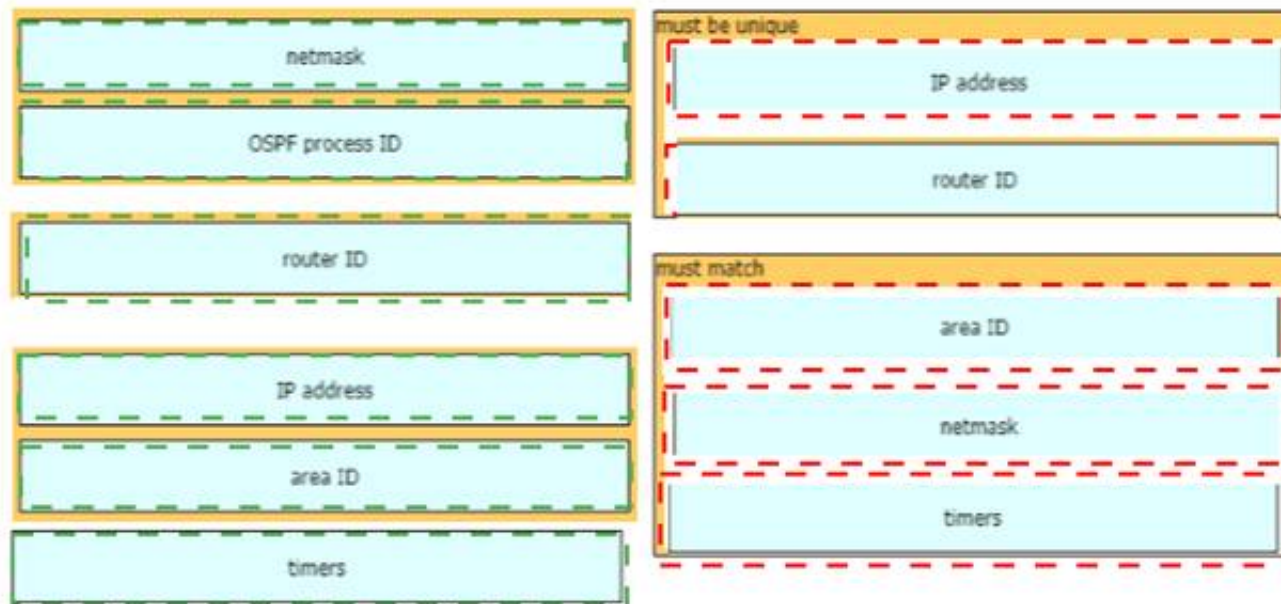 netmask
OSPF process ID
router ID
IP address
area ID
timers
must be unique
IP address
router ID
must match
area ID
netmask
timers